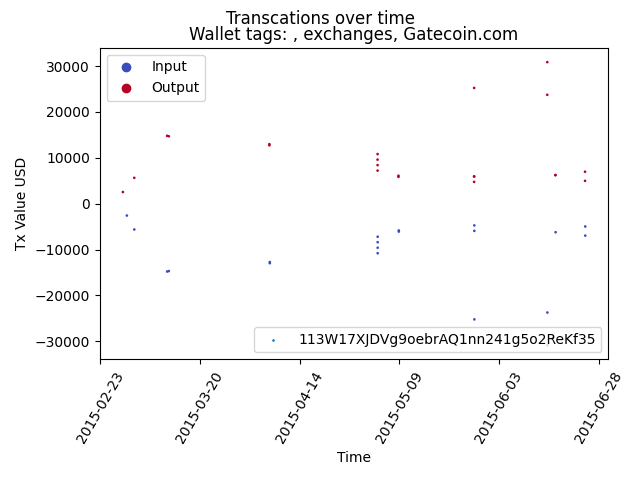 Transcations over time
Wallet tags: , exchanges, Gatecoin.com
Input
Output
30000
20000
10000
0
−10000
−20000
−30000
Tx Value USD
113W17XJDVg9oebrAQ1nn241g5o2ReKf35
2015-02-23
2015-03-20
2015-04-14
2015-05-09
2015-06-03
2015-06-28
Time